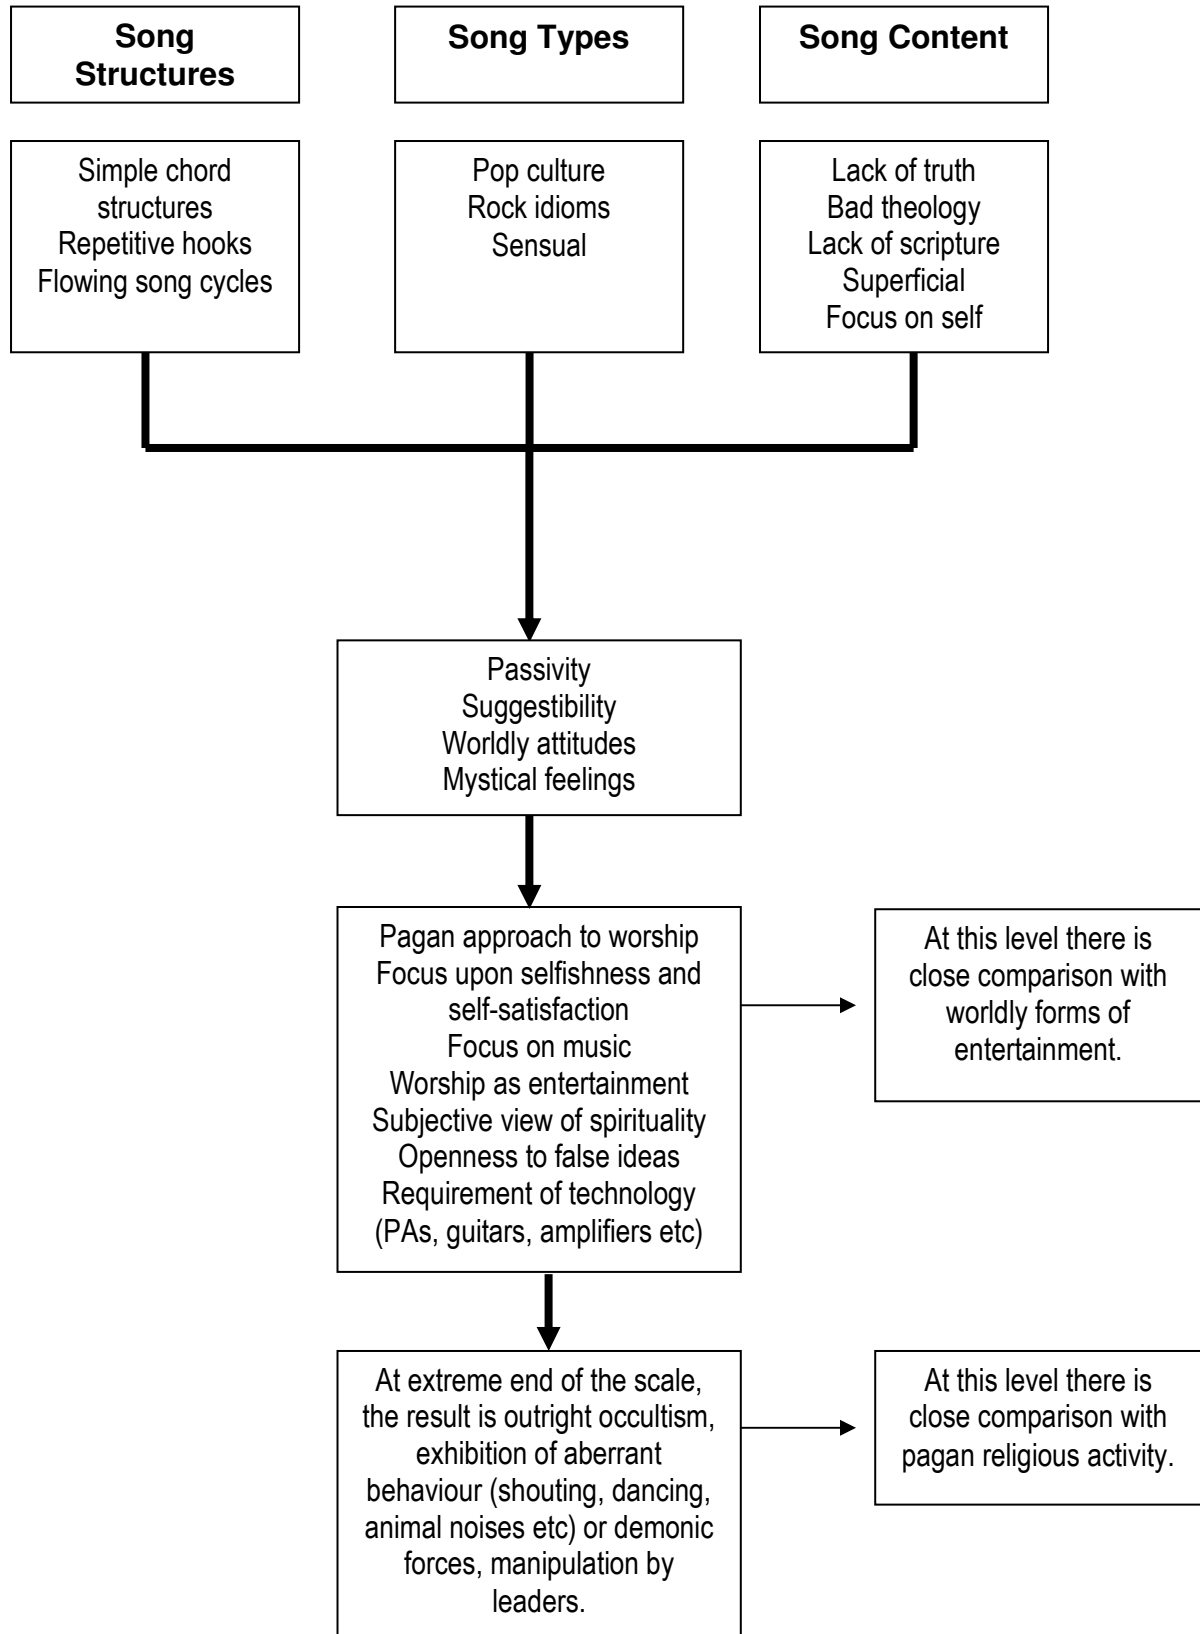 Song
Structures
Song Types
Song Content
Simple chord
structures
Repetitive hooks
Flowing song cycles
Pop culture
Rock idioms
Sensual
Lack of truth
Bad theology
Lack of scripture
Superficial
Focus on self
Passivity
Suggestibility
Worldly attitudes
Mystical feelings
Pagan approach to worship
Focus upon selfishness and
self-satisfaction
Focus on music
Worship as entertainment
Subjective view of spirituality
Openness to false ideas
Requirement of technology
(PAs, guitars, amplifiers etc)
At this level there is
close comparison with
worldly forms of
entertainment.
At extreme end of the scale,
the result is outright occultism,
exhibition of aberrant
behaviour (shouting, dancing,
animal noises etc) or demonic
forces, manipulation by
leaders.
At this level there is
close comparison with
pagan religious activity.